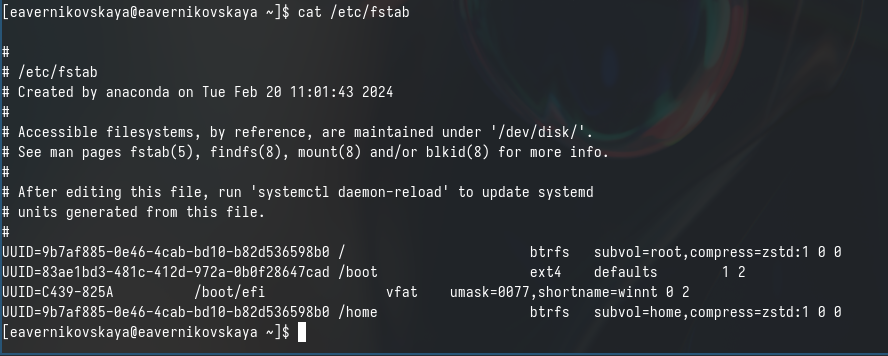 [eavernikovskaya@eavernikovskaya ~]$ cat /etc/fstab
#
# /etc/fstab
# Created by anaconda on Tue Feb 20 11:01:43 2024
#
# Accessible filesystems, by reference, are maintained under '/dev/disk/'.
# See man pages fstab(5), findfs(8), mount(8) and/or blkid(8) for more info.
#
# After editing this file, run 'systemctl daemon-reload' to update systemd
# units generated from this file.
#
UUID=9b7af885-0e46-4cab-bd10-b82d536598b0 /                       btrfs   subvol=root,compress=zstd:1 0 0
UUID=83ae1bd3-481c-412d-972a-0b0f28647cad /boot                   ext4    defaults        1 2
UUID=C439-825A          /boot/efi               vfat    umask=0077,shortname=winnt 0 2
UUID=9b7af885-0e46-4cab-bd10-b82d536598b0 /home                   btrfs   subvol=home,compress=zstd:1 0 0
[eavernikovskaya@eavernikovskaya ~]$